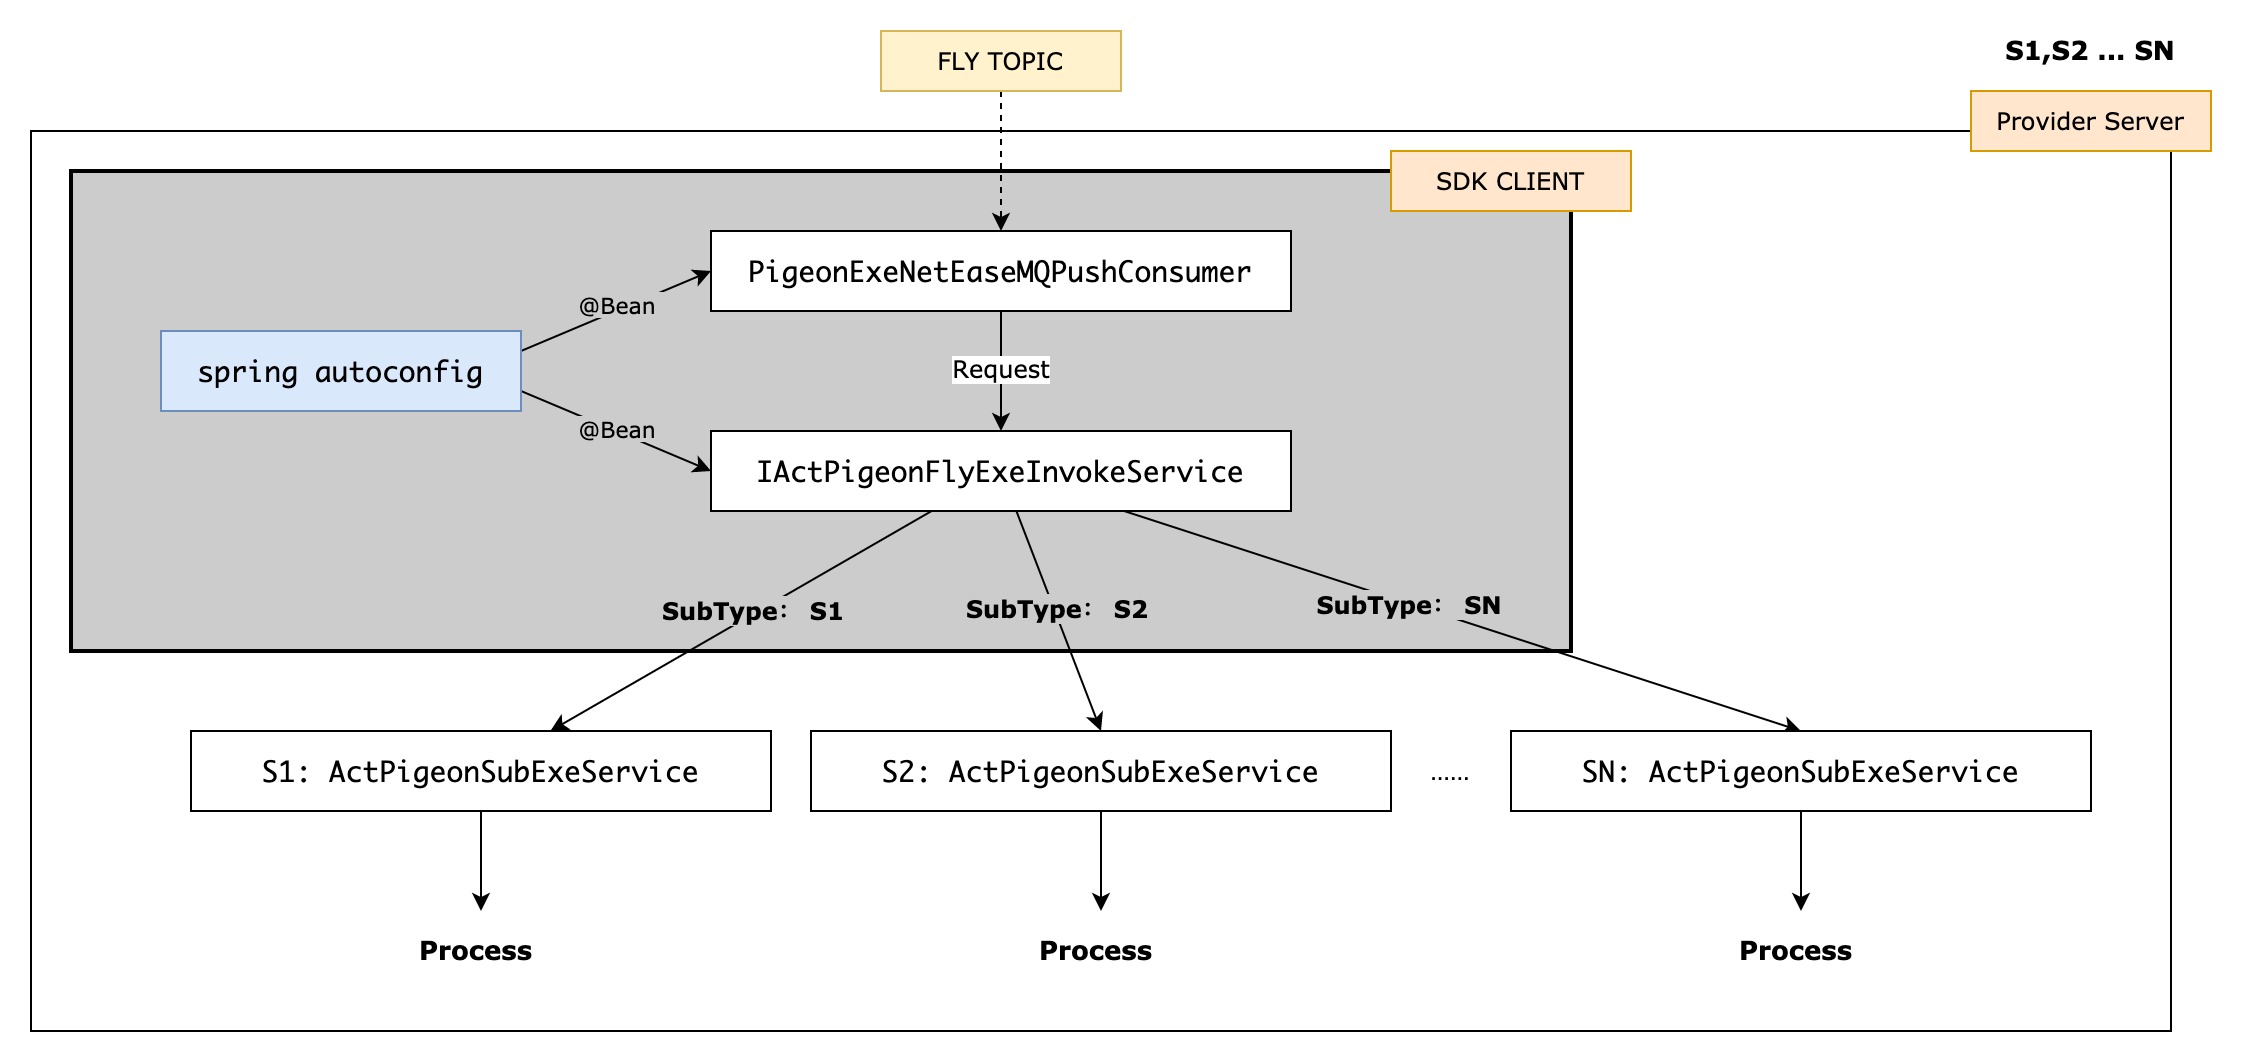 S1,S2 ... SN
FLY TOPIC
Provider Server
SDK CLIENT
PigeonExeNetEaseMQPushConsumer
@Bean
spring autoconfig
Request
@Bean
IActPigeonFlyExeInvokeService
SubType： S1
SubType： S2
SubType： SN
S1: ActPigeonSubExeService
S2: ActPigeonSubExeService
......
SN: ActPigeonSubExeService
Process
Process
Process